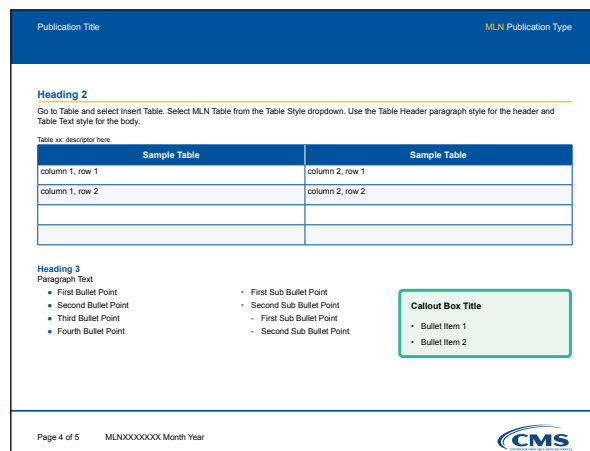 Publication Title
MLN Publication Type
Heading 2
Go to Table and select Insert Table. Select MLN Table from the Table Style dropdown. Use the Table Header paragraph style for the header and
Table Text style for the body.
Table xx: descriptor here
Sample Table
Sample Table
column 1, row 1
column 2, row 1
column 1, row 2
column 2, row 2
Heading 3
Paragraph Text
● First Bullet Point
● Second Bullet Point
● Third Bullet Point
● Fourth Bullet Point
• First Sub Bullet Point
• Second Sub Bullet Point
- First Sub Bullet Point
- Second Sub Bullet Point
Callout Box Title
• Bullet Item 1
• Bullet Item 2
Page 4 of 5
MLNXXXXXXX Month Year
CMS
CENTERS FOR MEDICARE & MEDICAID SERVICES